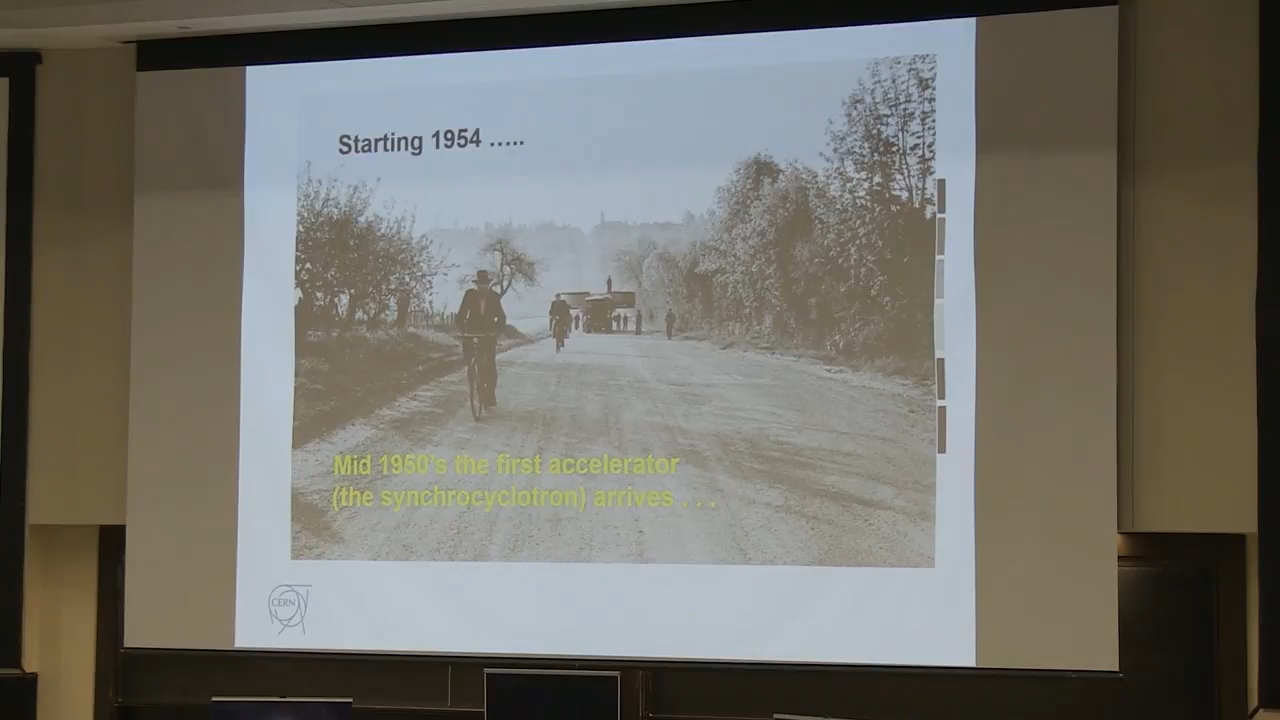 Starting 1954 .....
Mid 1950's the first accelerator
(the synchrocyclotron) arrives . . .
CERN